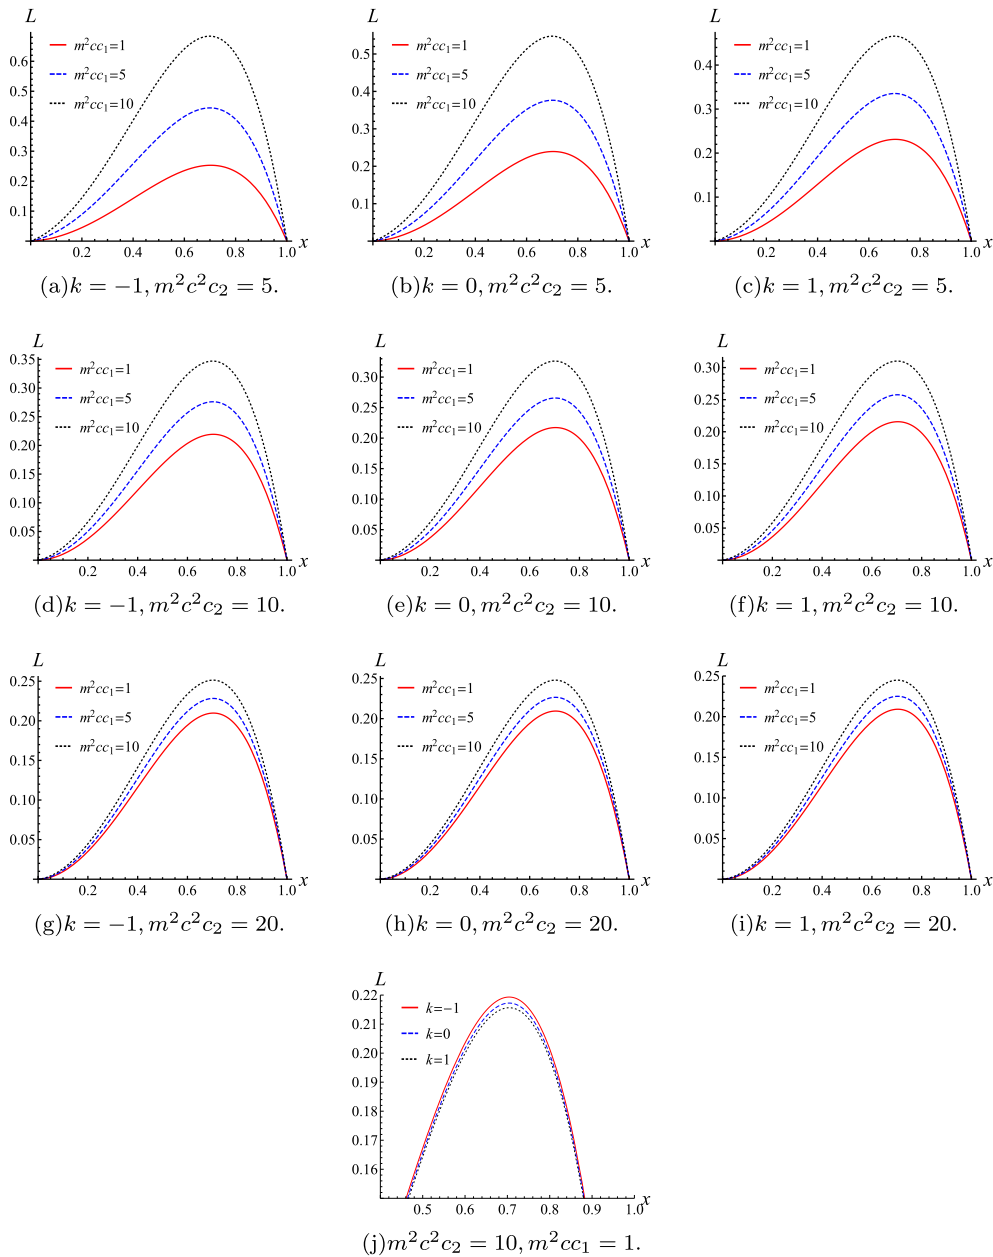 L
m²cc₁=1
m²cc₁=5
m²cc₁=10
0.6
0.5
0.4
0.3
0.2
0.1
0.2 0.4 0.6 0.8 1.0 x
(a)k = −1, m²c²c₂ = 5.
L
m²cc₁=1
m²cc₁=5
m²cc₁=10
0.5
0.4
0.3
0.2
0.1
0.2 0.4 0.6 0.8 1.0 x
(b)k = 0, m²c²c₂ = 5.
L
m²cc₁=1
m²cc₁=5
m²cc₁=10
0.4
0.3
0.2
0.1
0.2 0.4 0.6 0.8 1.0 x
(c)k = 1, m²c²c₂ = 5.
L
m²cc₁=1
m²cc₁=5
m²cc₁=10
0.35
0.30
0.25
0.20
0.15
0.10
0.05
0.2 0.4 0.6 0.8 1.0 x
(d)k = −1, m²c²c₂ = 10.
L
m²cc₁=1
m²cc₁=5
m²cc₁=10
0.30
0.25
0.20
0.15
0.10
0.05
0.2 0.4 0.6 0.8 1.0 x
(e)k = 0, m²c²c₂ = 10.
L
m²cc₁=1
m²cc₁=5
m²cc₁=10
0.30
0.25
0.20
0.15
0.10
0.05
0.2 0.4 0.6 0.8 1.0 x
(f)k = 1, m²c²c₂ = 10.
L
m²cc₁=1
m²cc₁=5
m²cc₁=10
0.25
0.20
0.15
0.10
0.05
0.2 0.4 0.6 0.8 1.0 x
(g)k = −1, m²c²c₂ = 20.
L
m²cc₁=1
m²cc₁=5
m²cc₁=10
0.25
0.20
0.15
0.10
0.05
0.2 0.4 0.6 0.8 1.0 x
(h)k = 0, m²c²c₂ = 20.
L
m²cc₁=1
m²cc₁=5
m²cc₁=10
0.25
0.20
0.15
0.10
0.05
0.2 0.4 0.6 0.8 1.0 x
(i)k = 1, m²c²c₂ = 20.
L
k=−1
k=0
k=1
0.22
0.21
0.20
0.19
0.18
0.17
0.16
0.5 0.6 0.7 0.8 0.9 1.0 x
(j)m²c²c₂ = 10, m²cc₁ = 1.